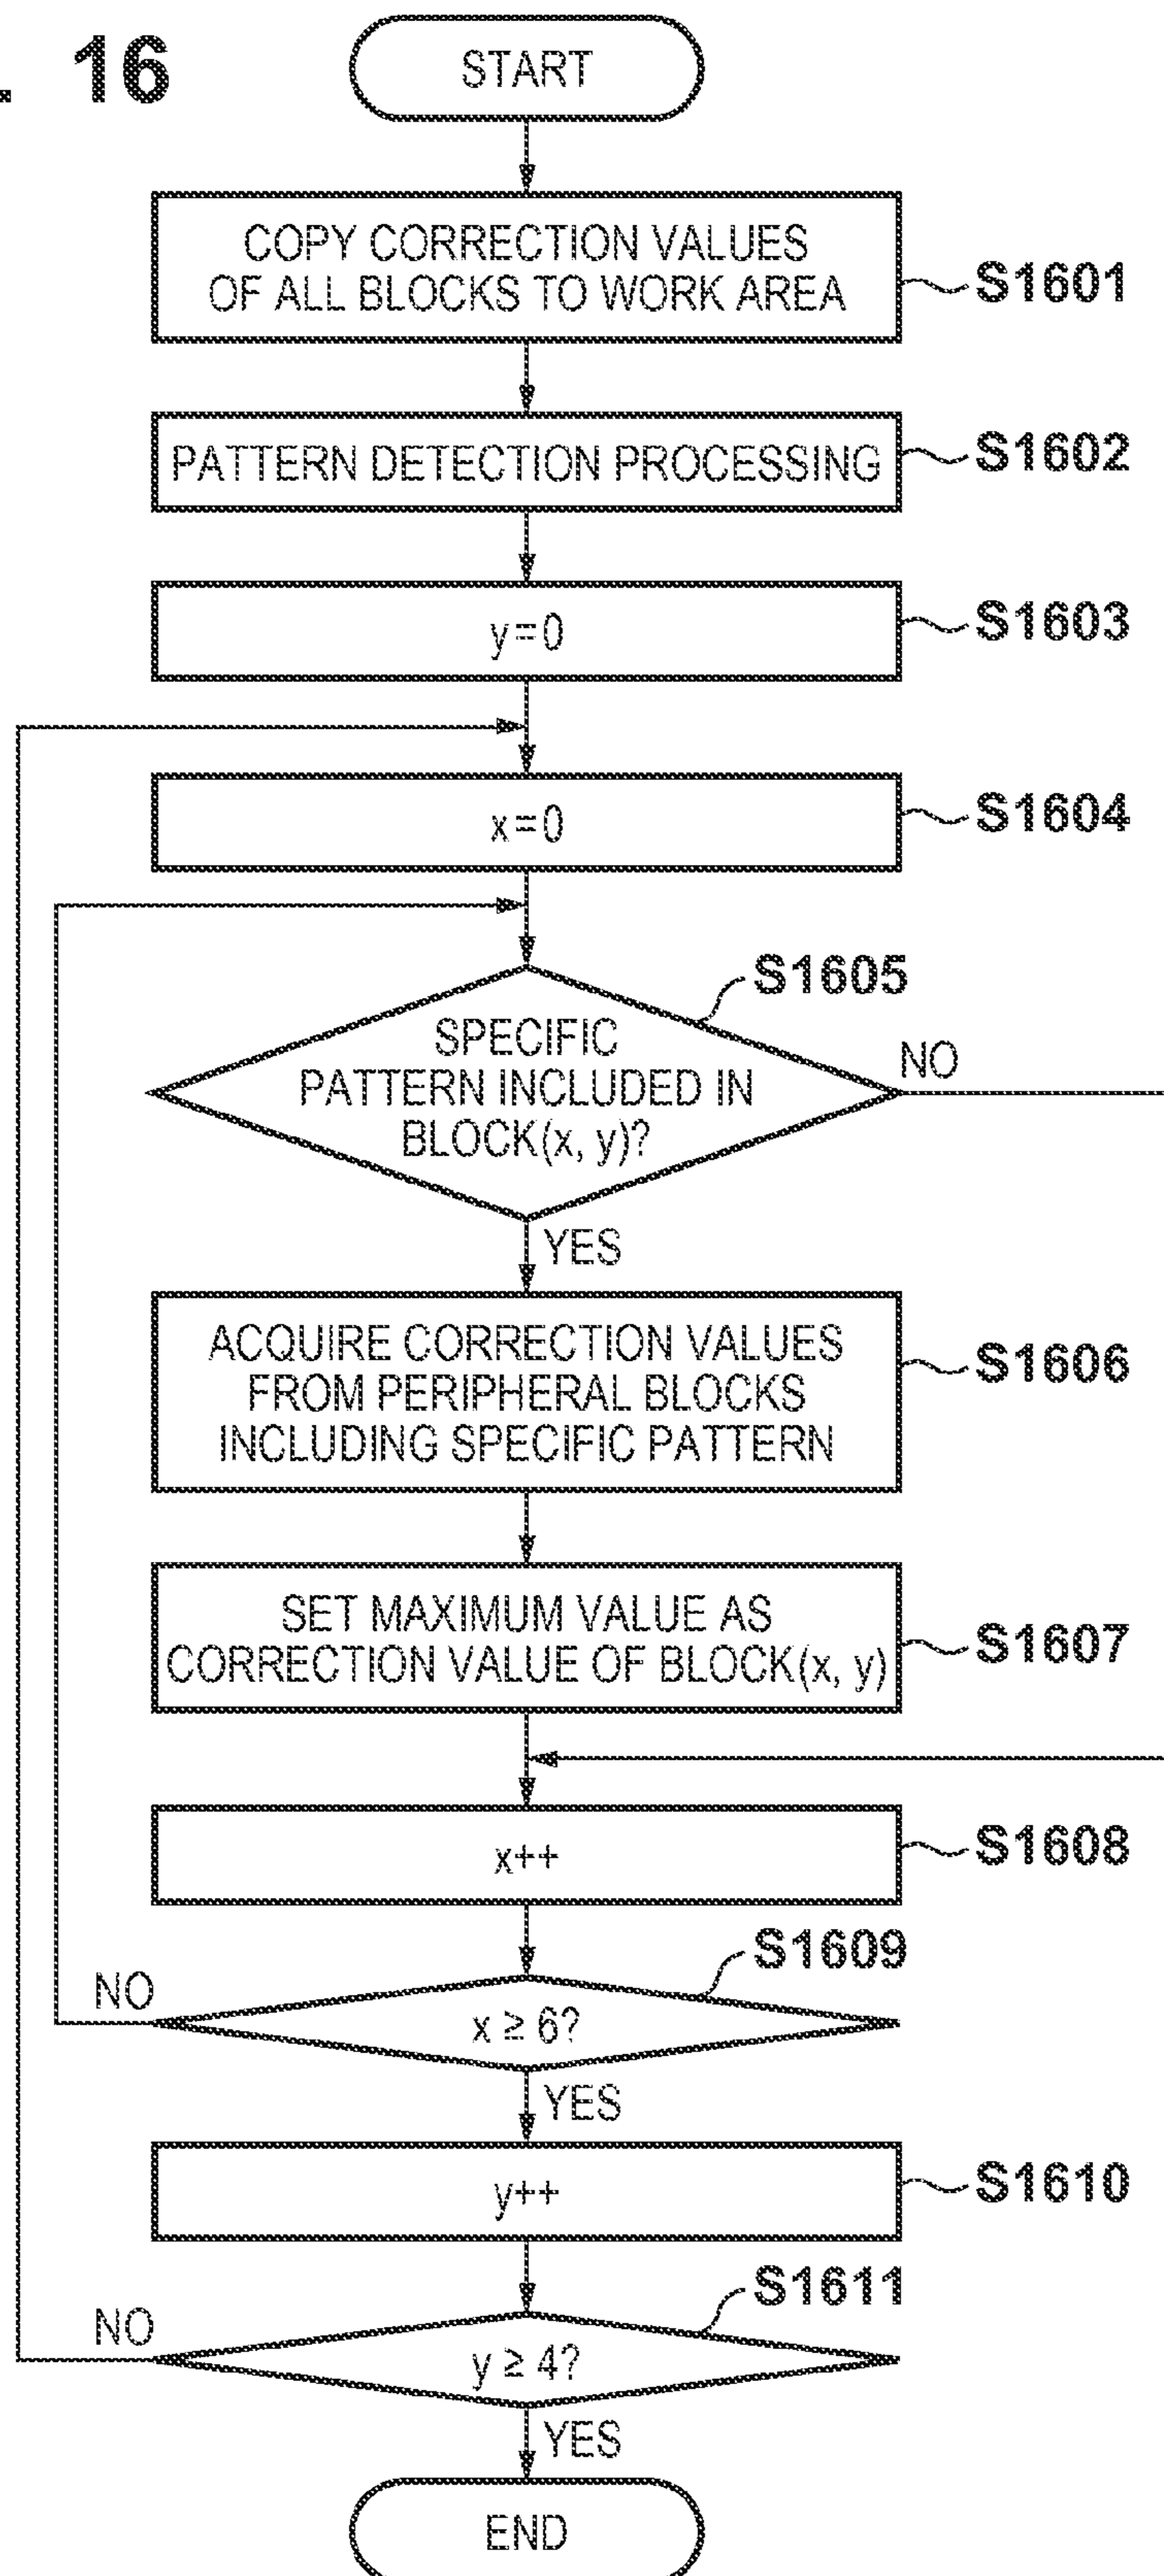 . 16
START
COPY CORRECTION VALUES
OF ALL BLOCKS TO WORK AREA
S1601
PATTERN DETECTION PROCESSING
S1602
y=0
S1603
x=0
S1604
S1605
SPECIFIC
PATTERN INCLUDED IN
BLOCK(x, y)?
NO
YES
ACQUIRE CORRECTION VALUES
FROM PERIPHERAL BLOCKS
INCLUDING SPECIFIC PATTERN
S1606
SET MAXIMUM VALUE AS
CORRECTION VALUE OF BLOCK(x, y)
S1607
x++
S1608
S1609
NO
x ≥ 6?
YES
y++
S1610
S1611
NO
y ≥ 4?
YES
END